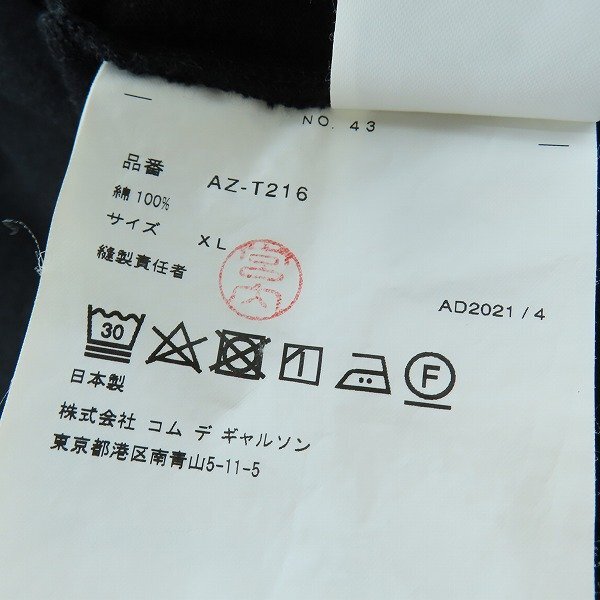 NO. 43
品番 AZ-T216
綿 100%
サイズ XL
縫製責任者 宮内
AD2021 / 4
30
F
日本製
株式会社 コム デ ギャルソン
東京都港区南青山5-11-5